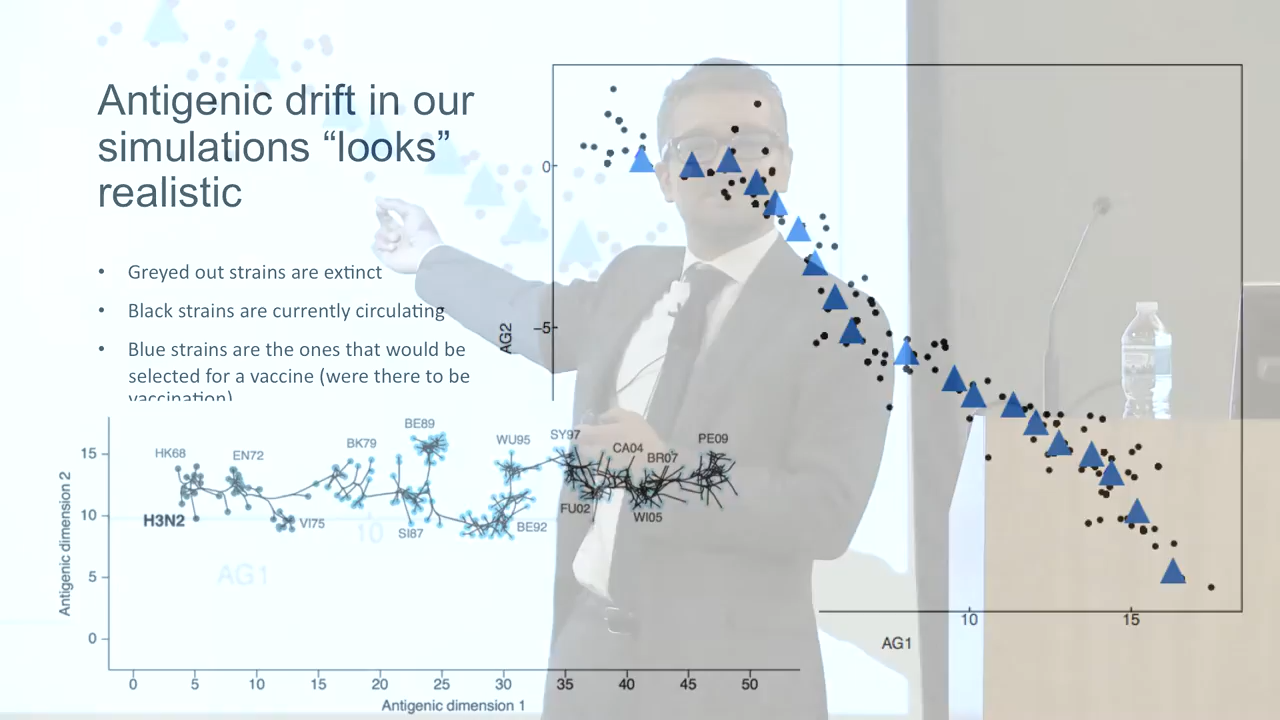 Antigenic drift in our
simulations “looks”
realistic
• Greyed out strains are extinct
• Black strains are currently circulating
• Blue strains are the ones that would be
selected for a vaccine (were there to be
vaccination)
0
−5
AG2
10
15
AG1
15
10
5
0
Antigenic dimension 2
HK68
EN72
BK79
BE89
WU95
SY97
CA04
BR07
PE09
H3N2
VI75
SI87
BE92
FU02
WI05
10
AG1
0 5 10 15 20 25 30 35 40 45 50
Antigenic dimension 1